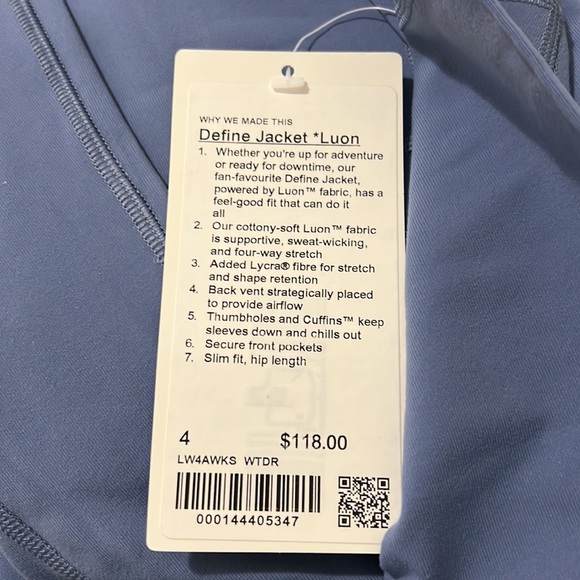 WHY WE MADE THIS
Define Jacket *Luon
1. Whether you're up for adventure
or ready for downtime, our
fan-favourite Define Jacket,
powered by Luon™ fabric, has a
feel-good fit that can do it
all
2. Our cottony-soft Luon™ fabric
is supportive, sweat-wicking,
and four-way stretch
3. Added Lycra® fibre for stretch
and shape retention
4. Back vent strategically placed
to provide airflow
5. Thumbholes and Cuffins™ keep
sleeves down and chills out
6. Secure front pockets
7. Slim fit, hip length
4 $118.00
LW4AWKS WTDR
000144405347